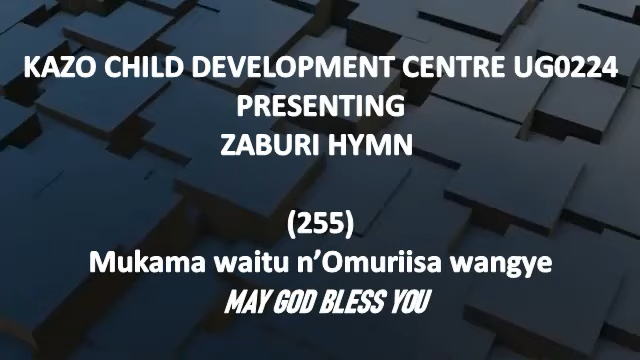 KAZO CHILD DEVELOPMENT CENTRE UG0224
PRESENTING
ZABURI HYMN
(255)
Mukama waitu n’Omuriisa wangye
MAY GOD BLESS YOU